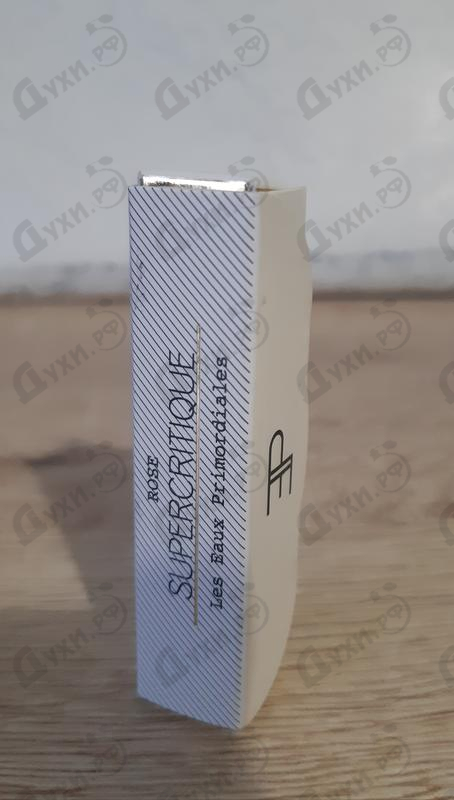 ROSE
SUPERCRITIQUE
Les Eaux Primordiales
Духи.РФ